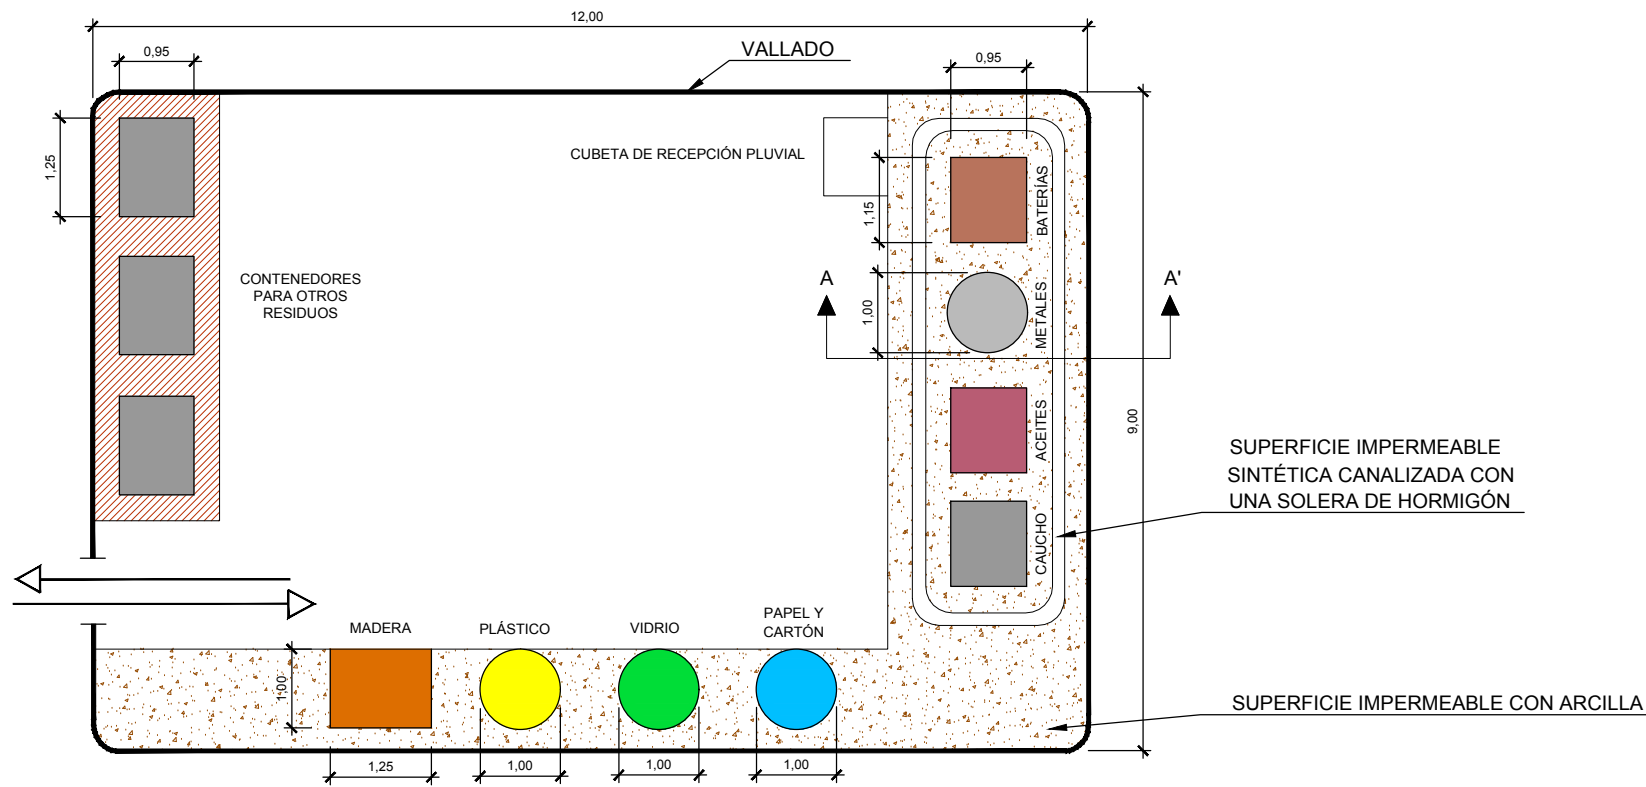 12,00
0,95
VALLADO
0,95
1,25
CUBETA DE RECEPCIÓN PLUVIAL
1,15
BATERÍAS
CONTENEDORES
PARA OTROS
RESIDUOS
A
A'
1,00
METALES
9,00
ACEITES
SUPERFICIE IMPERMEABLE
SINTÉTICA CANALIZADA CON
UNA SOLERA DE HORMIGÓN
CAUCHO
MADERA
PLÁSTICO
VIDRIO
PAPEL Y
CARTÓN
1,00
SUPERFICIE IMPERMEABLE CON ARCILLA
1,25
1,00
1,00
1,00